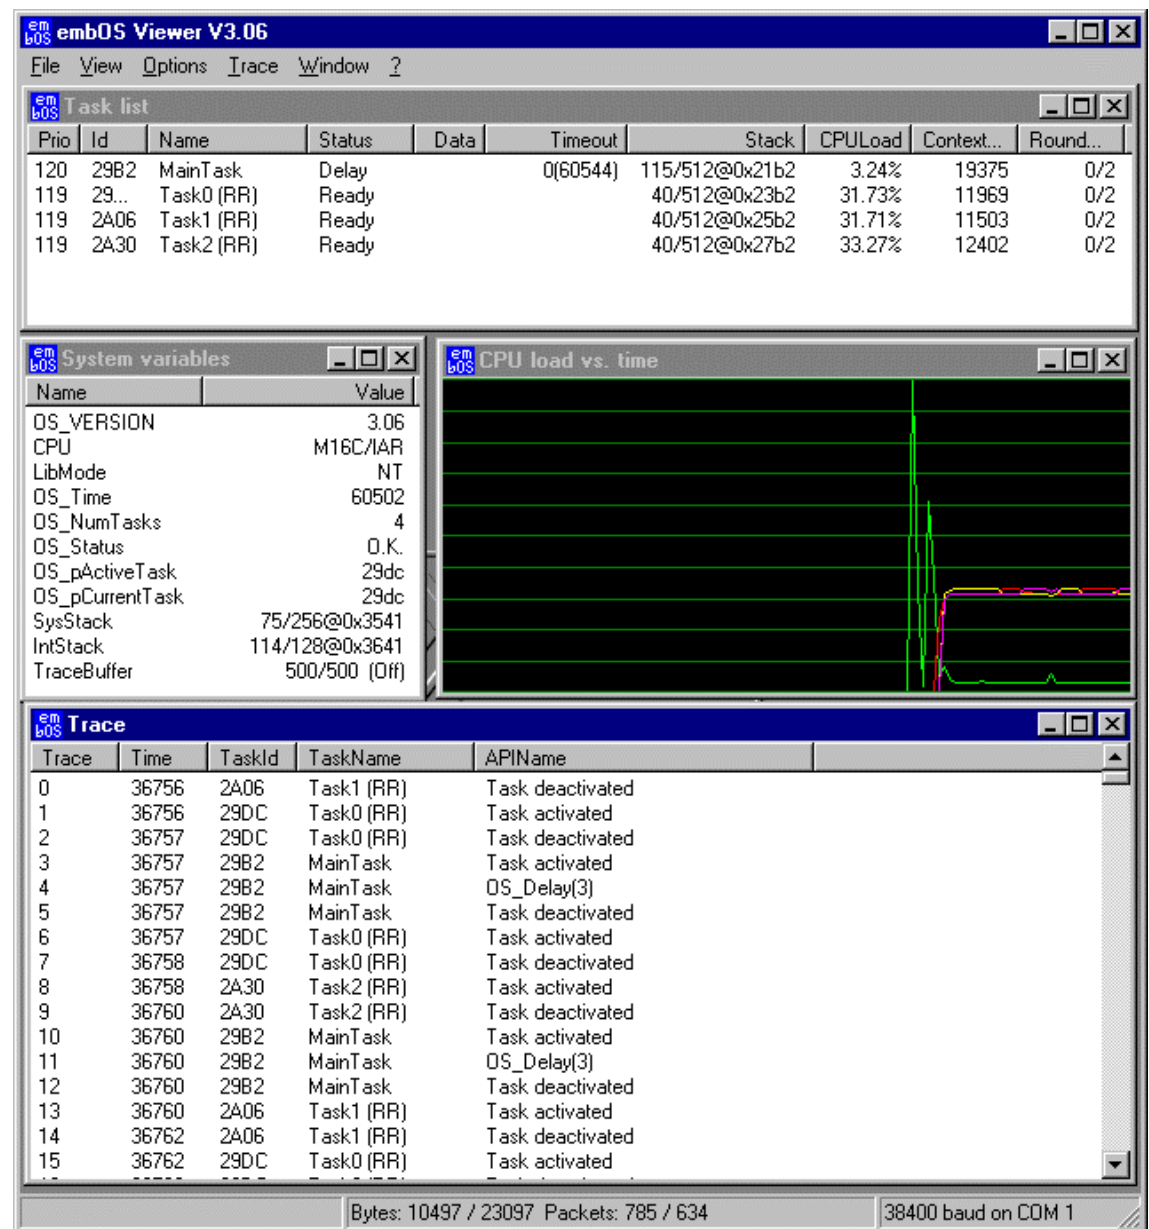 em bOS embOS Viewer V3.06
File View Options Trace Window ?
em bOS Task list
Prio Id Name Status Data Timeout Stack CPULoad Context... Round...
120 29B2 MainTask Delay 0(60544) 115/512@0x21b2 3.24% 19375 0/2
119 29... Task0 (RR) Ready 40/512@0x23b2 31.73% 11969 0/2
119 2A06 Task1 (RR) Ready 40/512@0x25b2 31.71% 11503 0/2
119 2A30 Task2 (RR) Ready 40/512@0x27b2 33.27% 12402 0/2
em bOS System variables
Name Value
OS_VERSION 3.06
CPU M16C/IAR
LibMode NT
OS_Time 60502
OS_NumTasks 4
OS_Status O.K.
OS_pActiveTask 29dc
OS_pCurrentTask 29dc
SysStack 75/256@0x3541
IntStack 114/128@0x3641
TraceBuffer 500/500 (Off)
em bOS CPU load vs. time
em bOS Trace
Trace Time TaskId TaskName APIName
0 36756 2A06 Task1 (RR) Task deactivated
1 36756 29DC Task0 (RR) Task activated
2 36757 29DC Task0 (RR) Task deactivated
3 36757 29B2 MainTask Task activated
4 36757 29B2 MainTask OS_Delay(3)
5 36757 29B2 MainTask Task deactivated
6 36757 29DC Task0 (RR) Task activated
7 36758 29DC Task0 (RR) Task deactivated
8 36758 2A30 Task2 (RR) Task activated
9 36760 2A30 Task2 (RR) Task deactivated
10 36760 29B2 MainTask Task activated
11 36760 29B2 MainTask OS_Delay(3)
12 36760 29B2 MainTask Task deactivated
13 36760 2A06 Task1 (RR) Task activated
14 36762 2A06 Task1 (RR) Task deactivated
15 36762 29DC Task0 (RR) Task activated
Bytes: 10497 / 23097 Packets: 785 / 634
38400 baud on COM 1